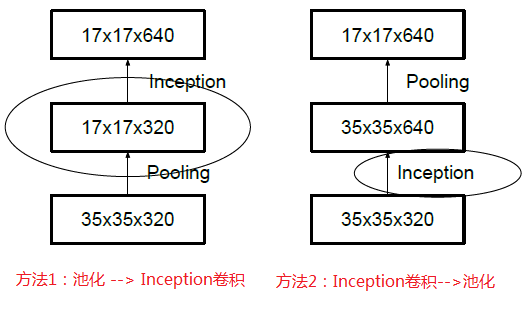 17x17x640
Inception
17x17x320
Pooling
35x35x320
方法1：池化 --> Inception卷积
17x17x640
Pooling
35x35x640
Inception
35x35x320
方法2：Inception卷积-->池化